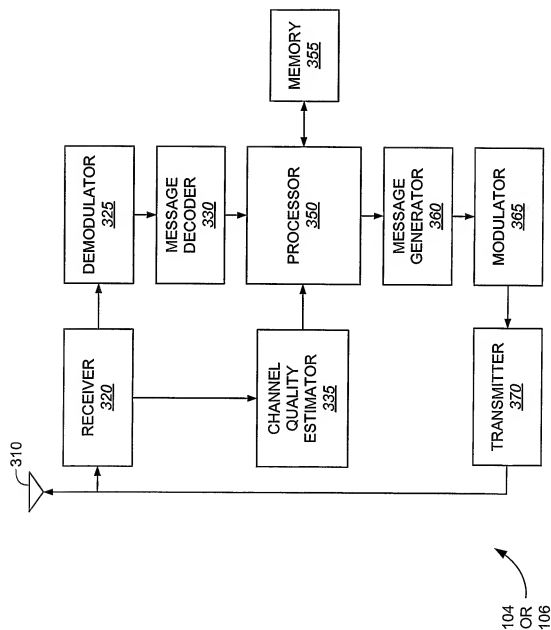 310
RECEIVER
320
DEMODULATOR
325
MESSAGE
DECODER
330
CHANNEL
QUALITY
ESTIMATOR
335
PROCESSOR
350
MEMORY
355
MESSAGE
GENERATOR
360
MODULATOR
365
TRANSMITTER
370
104
OR
106